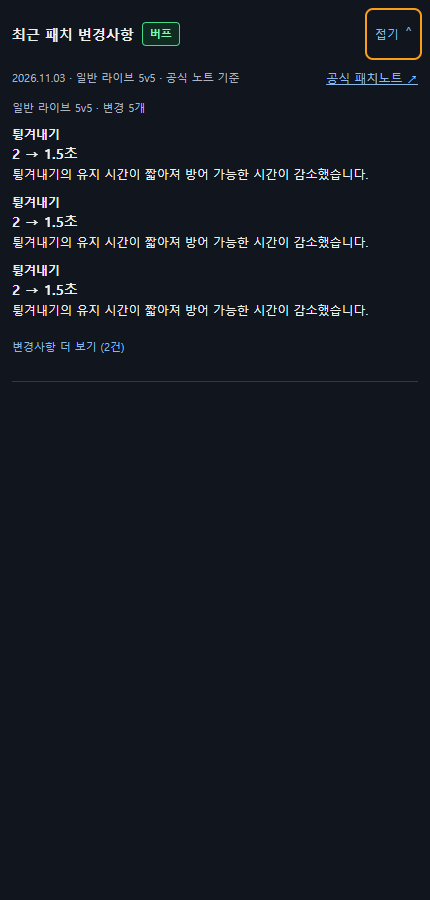 최근 패치 변경사항 버프 접기 ^
2026.11.03 · 일반 라이브 5v5 · 공식 노트 기준 공식 패치노트 ↗
일반 라이브 5v5 · 변경 5개
튕겨내기
2 → 1.5초
튕겨내기의 유지 시간이 짧아져 방어 가능한 시간이 감소했습니다.
튕겨내기
2 → 1.5초
튕겨내기의 유지 시간이 짧아져 방어 가능한 시간이 감소했습니다.
튕겨내기
2 → 1.5초
튕겨내기의 유지 시간이 짧아져 방어 가능한 시간이 감소했습니다.
변경사항 더 보기 (2건)